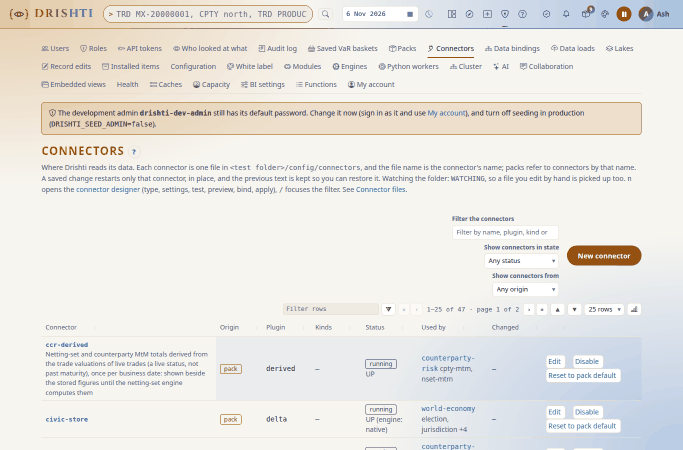 {<o>} DRISHTI
> TRD MX-20000001, CPTY north, TRD PRODUC
6 Nov 2026
A Ash
Users Roles API tokens Who looked at what Audit log Saved VaR baskets Packs Connectors Data bindings Data loads Lakes
Record edits Installed items Configuration White label Modules Engines Python workers Cluster AI Collaboration
Embedded views Health Caches Capacity BI settings Functions My account
The development admin drishti-dev-admin still has its default password. Change it now (sign in as it and use My account), and turn off seeding in production
(DRISHTI_SEED_ADMIN=false).
CONNECTORS ?
Where Drishti reads its data. Each connector is one file in <test folder>/config/connectors, and the file name is the connector's name; packs refer to connectors by that name.
A saved change restarts only that connector, in place, and the previous text is kept so you can restore it. Watching the folder: WATCHING, so a file you edit by hand is picked up too. n
opens the connector designer (type, settings, test, preview, bind, apply), / focuses the filter. See Connector files.
Filter the connectors
Filter by name, plugin, kind or
Show connectors in state
Any status
New connector
Show connectors from
Any origin
Filter rows
1–25 of 47 · page 1 of 2
25 rows
Connector Origin Plugin Kinds Status Used by Changed
ccr-derived
Netting-set and counterparty MtM totals derived from
the trade valuations of live trades (a live status, not
past maturity), once per business date: shown beside
the stored figures until the netting-set engine
computes them
pack
derived
—
running
UP
counterparty-
risk cpty-mtm,
nset-mtm
—
Edit Disable
Reset to pack default
civic-store
pack
delta
—
running
UP (engine:
native)
world-economy
election,
jurisdiction +4
—
Edit Disable
Reset to pack default
running
counterparty-
Edit Disable